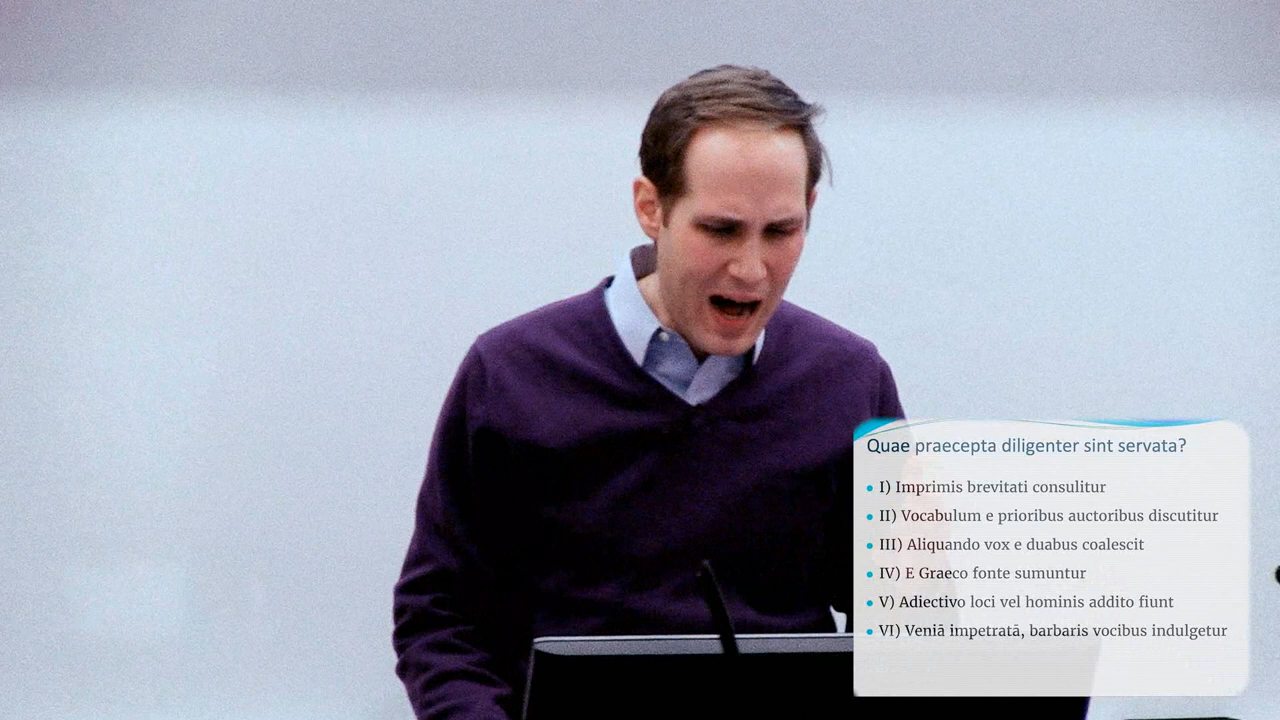 Quae praecepta diligenter sint servata?
I) Imprimis brevitati consulitur
II) Vocabulum e prioribus auctoribus discutitur
III) Aliquando vox e duabus coalescit
IV) E Graeco fonte sumuntur
V) Adiectivo loci vel hominis addito fiunt
VI) Veniā impetratā, barbaris vocibus indulgetur